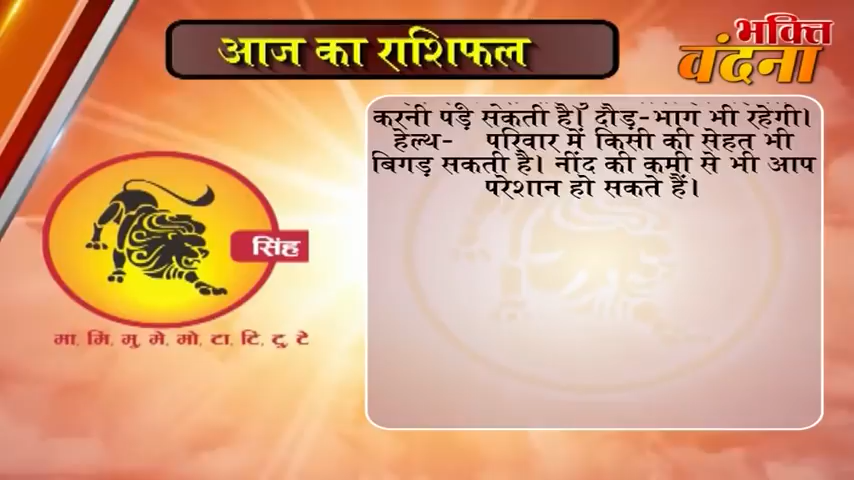 आज का राशिफल
भक्ति
वंदना
करनी पड़ सकती है। दौड़-भाग भी रहेगी।
हेल्थ- परिवार में किसी की सेहत भी
बिगड़ सकती है। नींद की कमी से भी आप
परेशान हो सकते हैं।
सिंह
मा, मि, मु, मे, मो, टा, टि, टु, टे